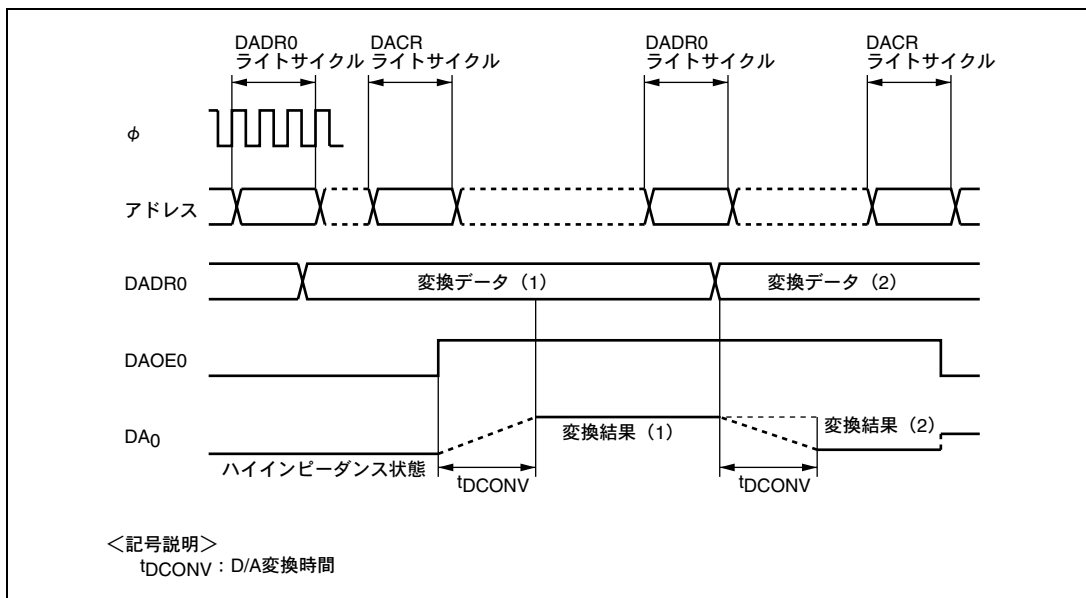 DADR0
ライトサイクル
DACR
ライトサイクル
DADR0
ライトサイクル
DACR
ライトサイクル
φ
アドレス
DADR0
変換データ（1）
変換データ（2）
DAOE0
DA0
変換結果（1）
変換結果（2）
ハイインピーダンス状態
tDCONV
tDCONV
＜記号説明＞
tDCONV：D/A変換時間